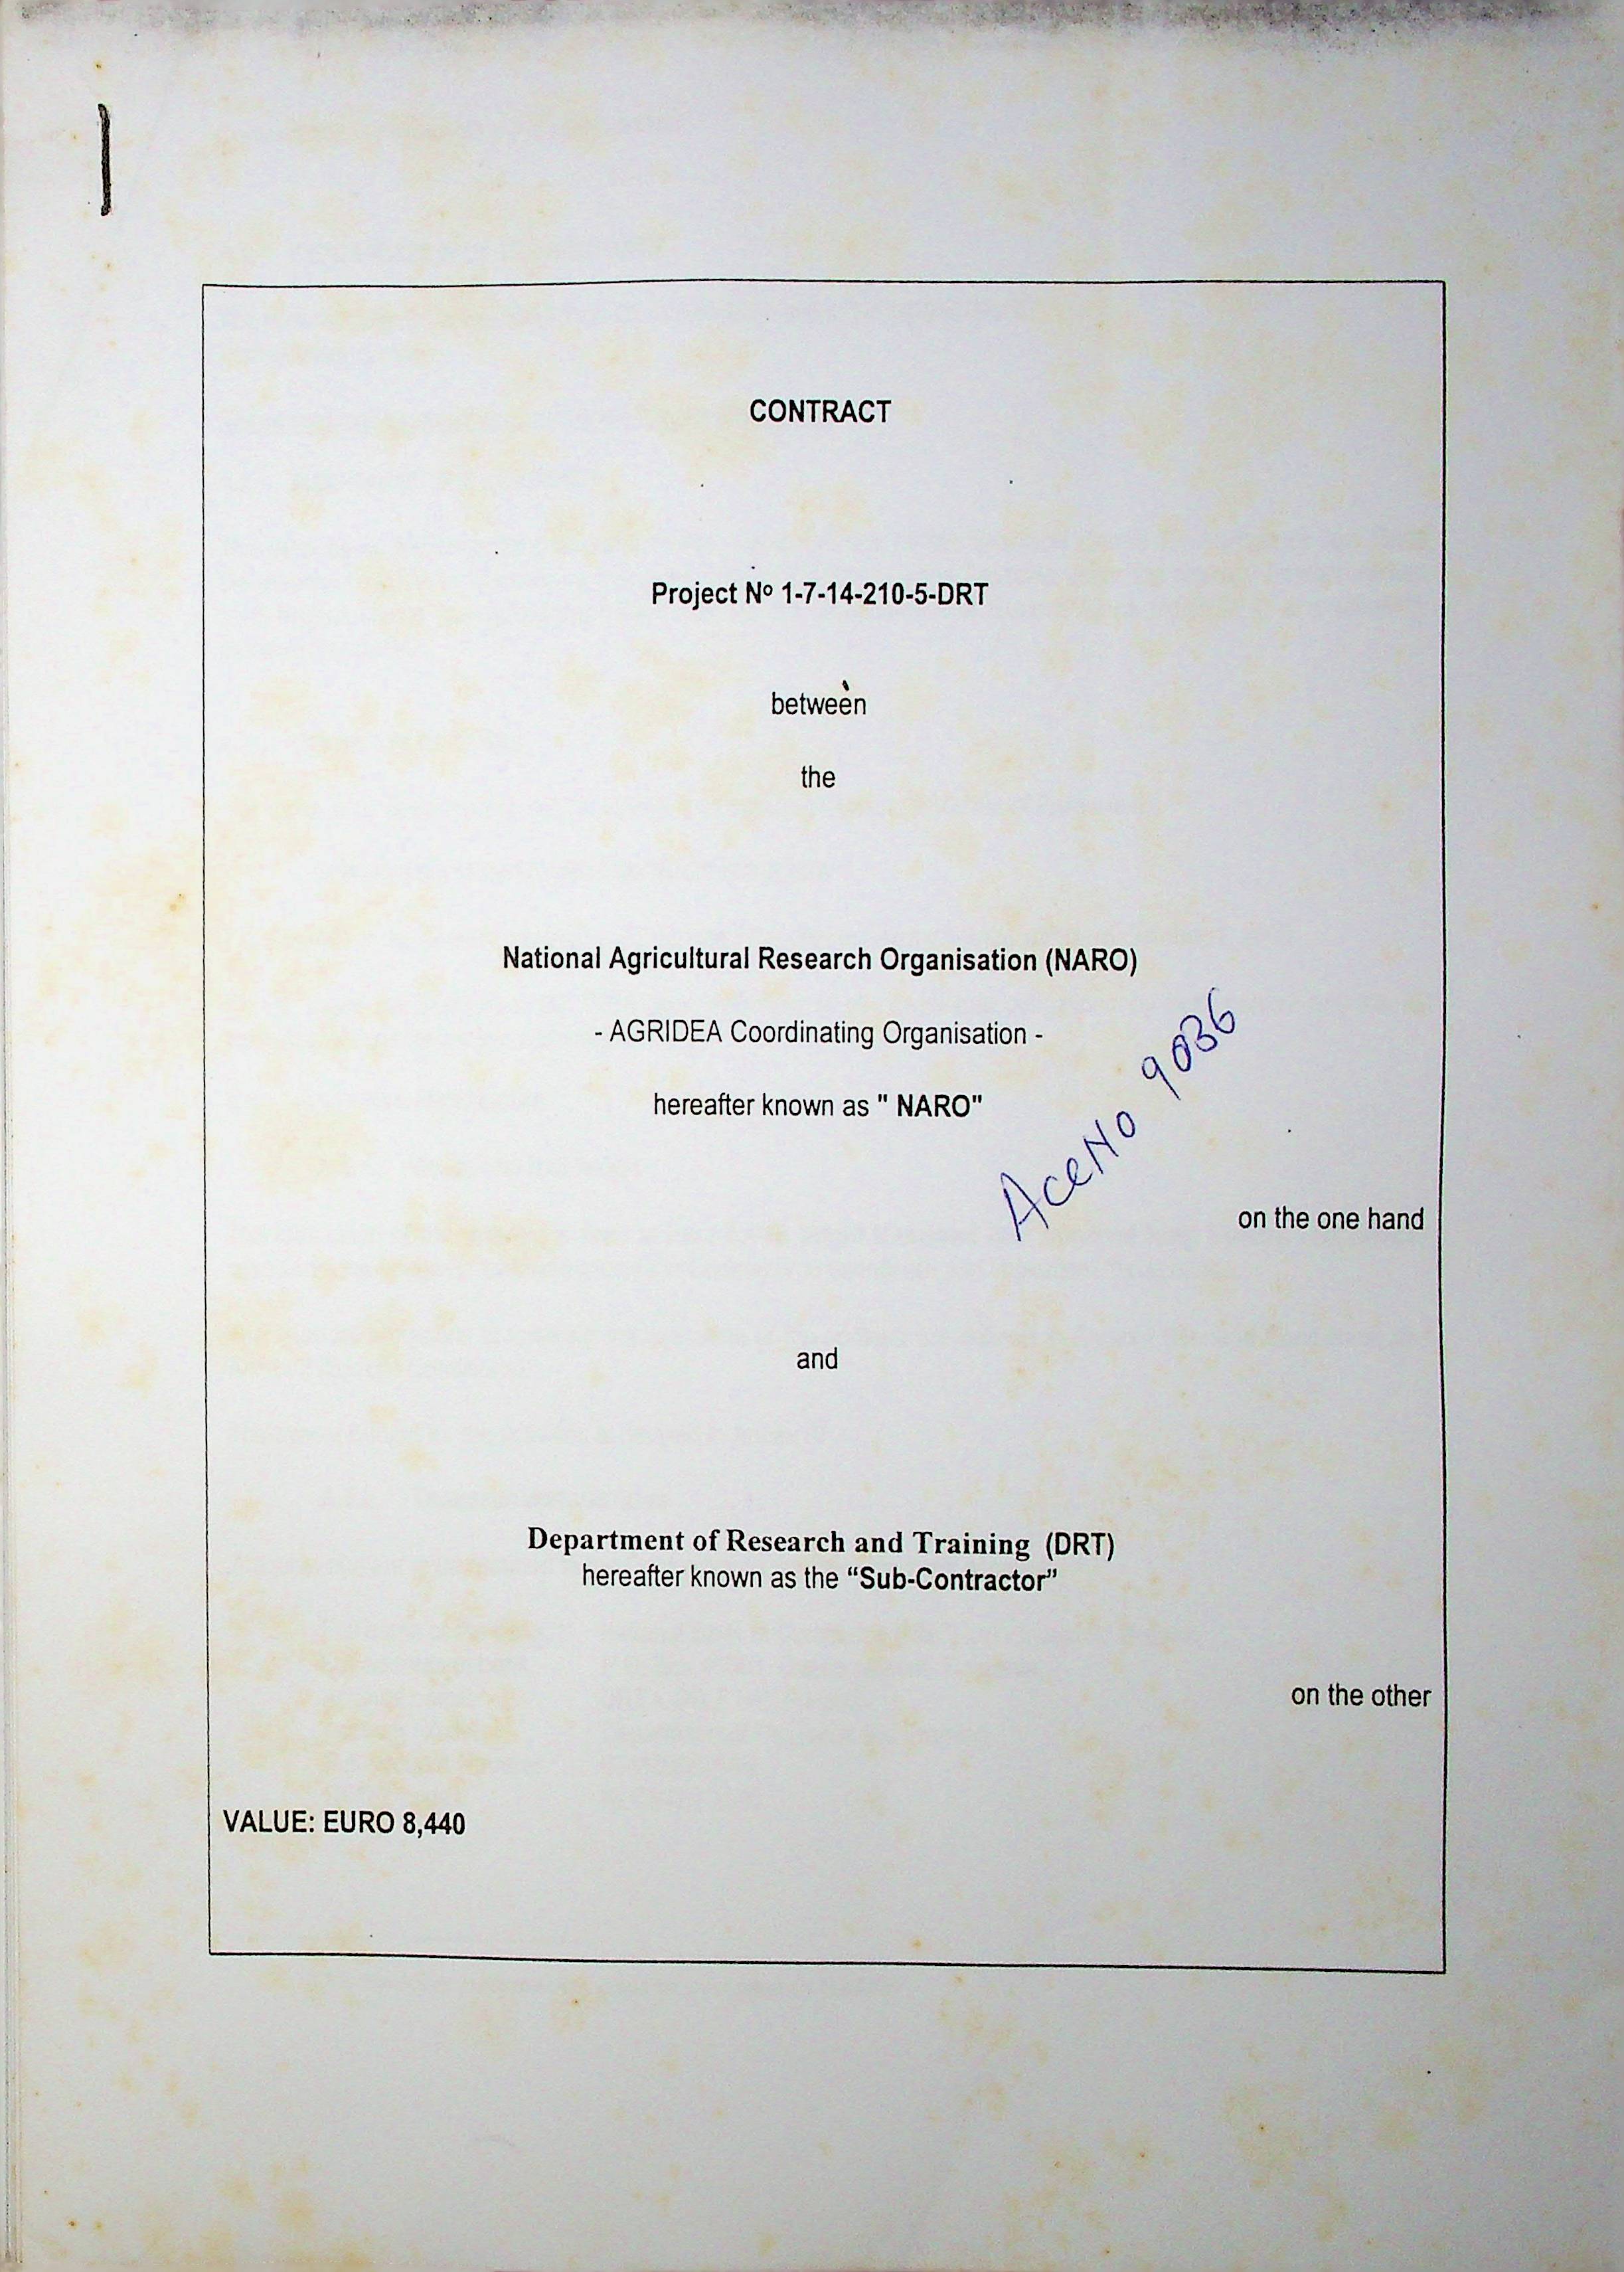 CONTRACT
Project Nº 1-7-14-210-5-DRT
between
the
National Agricultural Research Organisation (NARO)
- AGRIDEA Coordinating Organisation -
hereafter known as " NARO"
AccNo 9036
on the one hand
and
Department of Research and Training (DRT)
hereafter known as the “Sub-Contractor”
on the other
VALUE: EURO 8,440